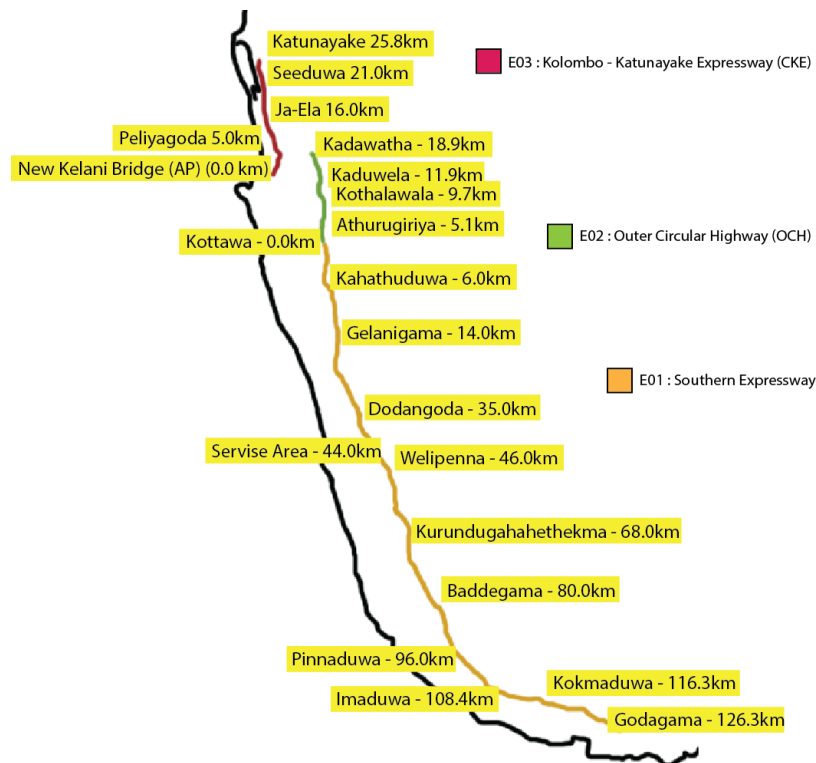 Katunayake 25.8km
Seeduwa 21.0km
E03 : Kolombo - Katunayake Expressway (CKE)
Ja-Ela 16.0km
Peliyagoda 5.0km
Kadawatha - 18.9km
New Kelani Bridge (AP) (0.0 km)
Kaduwela - 11.9km
Kothalawala - 9.7km
Athurugiriya - 5.1km
Kottawa - 0.0km
E02 : Outer Circular Highway (OCH)
Kahathuduwa - 6.0km
Gelanigama - 14.0km
E01 : Southern Expressway
Dodangoda - 35.0km
Servise Area - 44.0km
Welipenna - 46.0km
Kurundugahahethekma - 68.0km
Baddegama - 80.0km
Pinnaduwa - 96.0km
Kokmaduwa - 116.3km
Imaduwa - 108.4km
Godagama - 126.3km